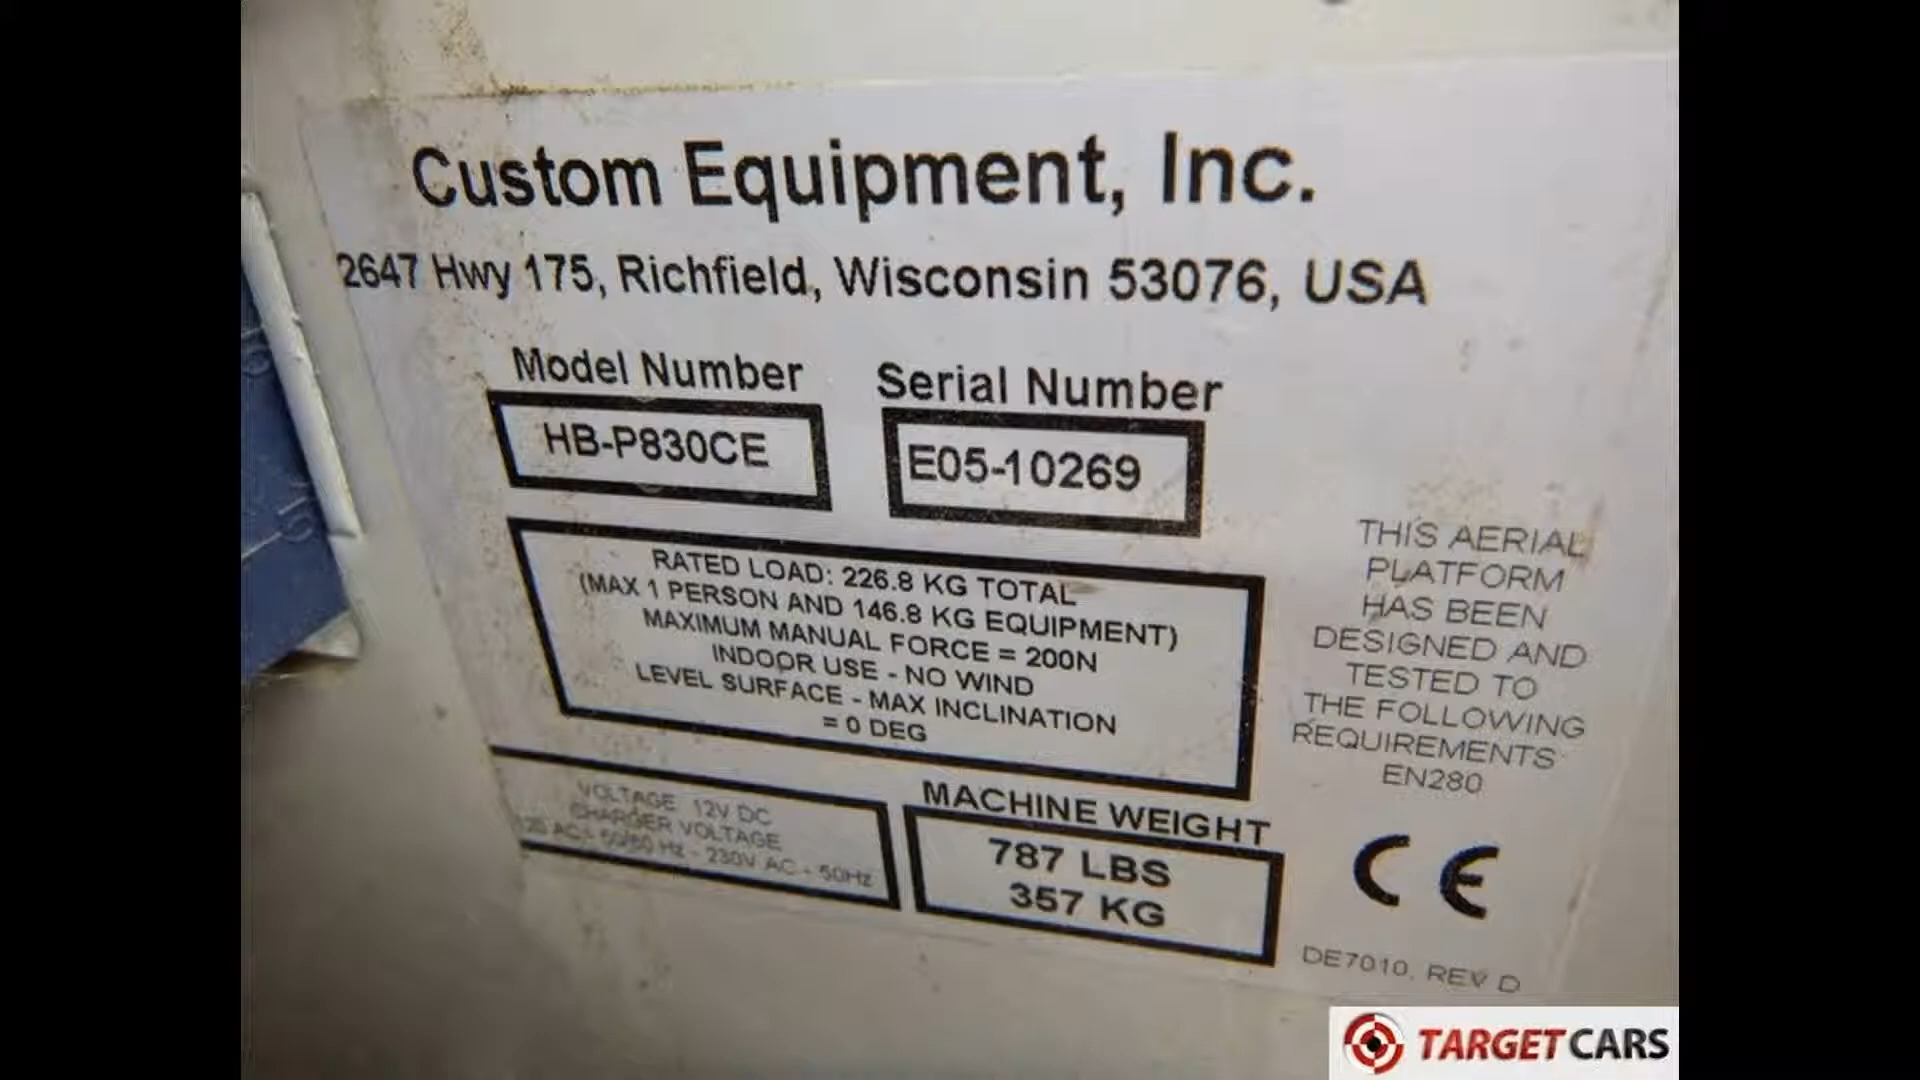 Custom Equipment, Inc.
2647 Hwy 175, Richfield, Wisconsin 53076, USA
Model Number
HB-P830CE
Serial Number
E05-10269
RATED LOAD: 226.8 KG TOTAL
(MAX 1 PERSON AND 146.8 KG EQUIPMENT)
MAXIMUM MANUAL FORCE = 200N
INDOOR USE - NO WIND
LEVEL SURFACE - MAX INCLINATION
= 0 DEG
THIS AERIAL
PLATFORM
HAS BEEN
DESIGNED AND
TESTED TO
THE FOLLOWING
REQUIREMENTS
EN280
VOLTAGE 12V DC
CHARGER VOLTAGE
AC - 50/60 Hz - 230V AC - 50Hz
MACHINE WEIGHT
787 LBS
357 KG
CE
DE7010, REV D
TARGETCARS